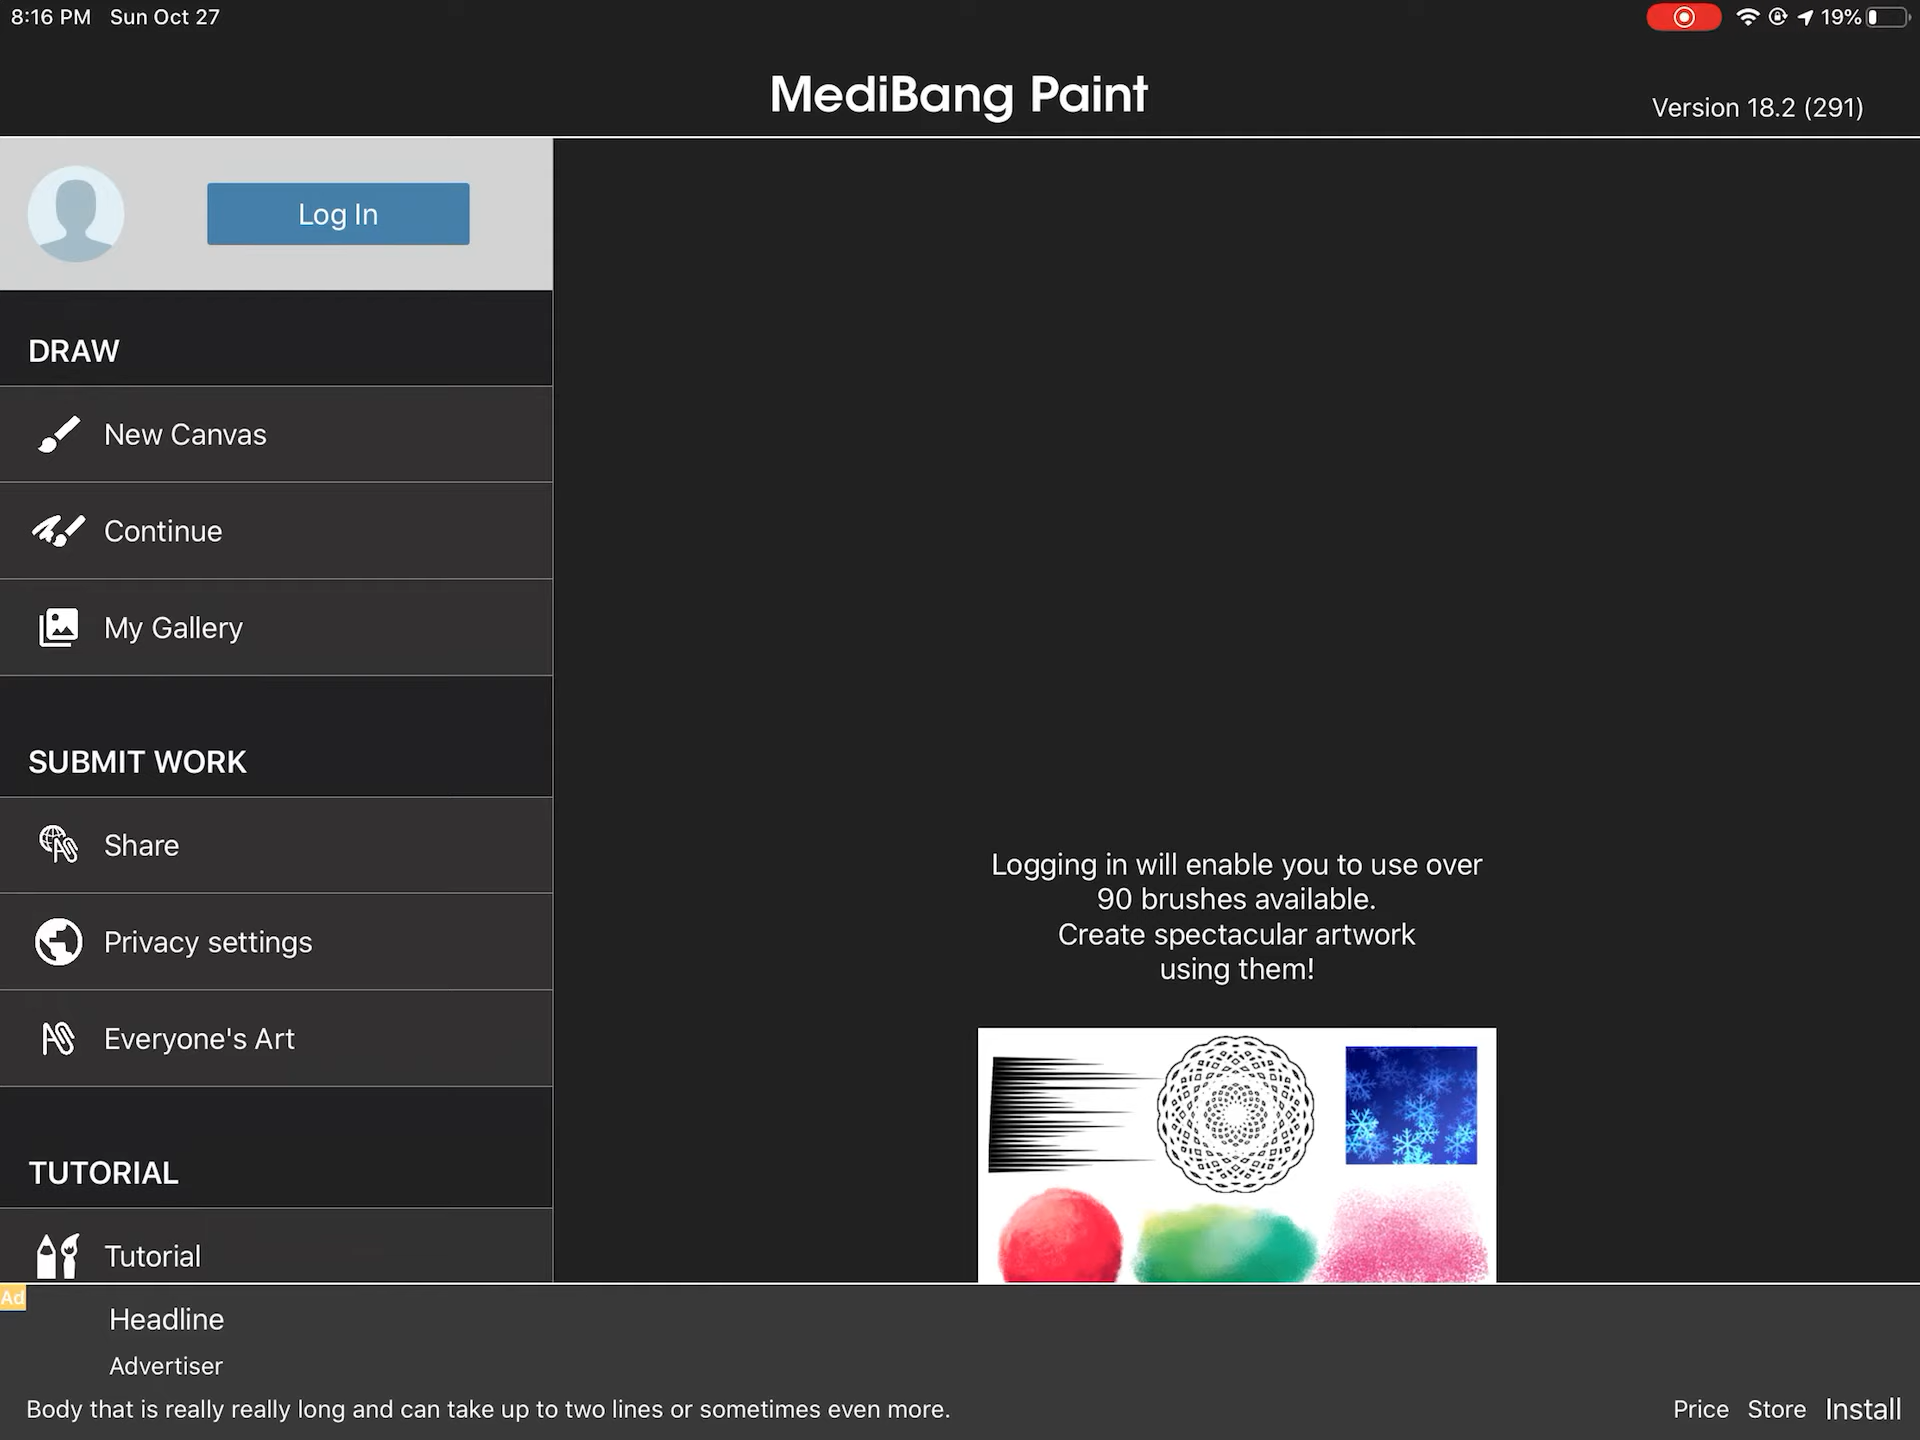 8:16 PM Sun Oct 27
19%
MediBang Paint
Version 18.2 (291)
Log In
DRAW
New Canvas
Continue
My Gallery
SUBMIT WORK
Share
Privacy settings
Everyone's Art
TUTORIAL
Tutorial
Logging in will enable you to use over
90 brushes available.
Create spectacular artwork
using them!
Ad
Headline
Advertiser
Body that is really really long and can take up to two lines or sometimes even more.
Price Store Install